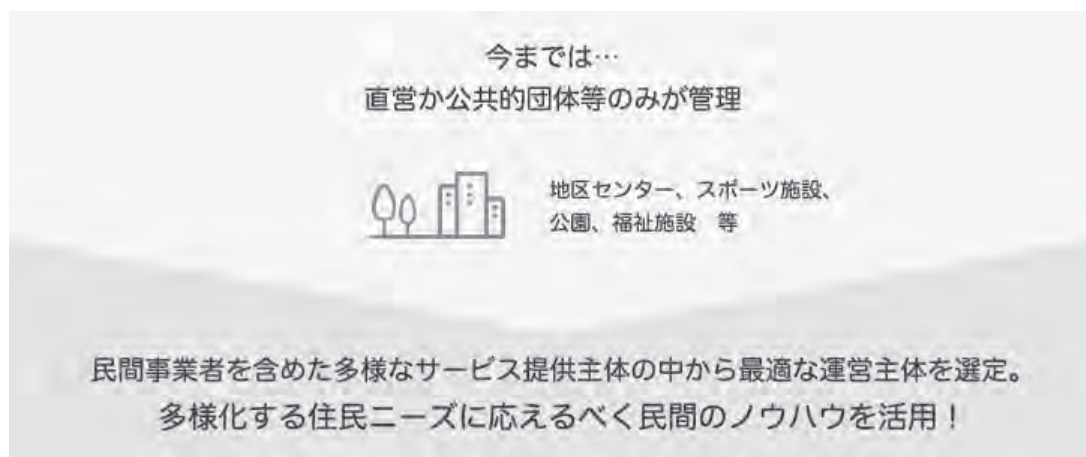 今までは…
直営か公共的団体等のみが管理
地区センター、スポーツ施設、
公園、福祉施設　等
民間事業者を含めた多様なサービス提供主体の中から最適な運営主体を選定。
多様化する住民ニーズに応えるべく民間のノウハウを活用！